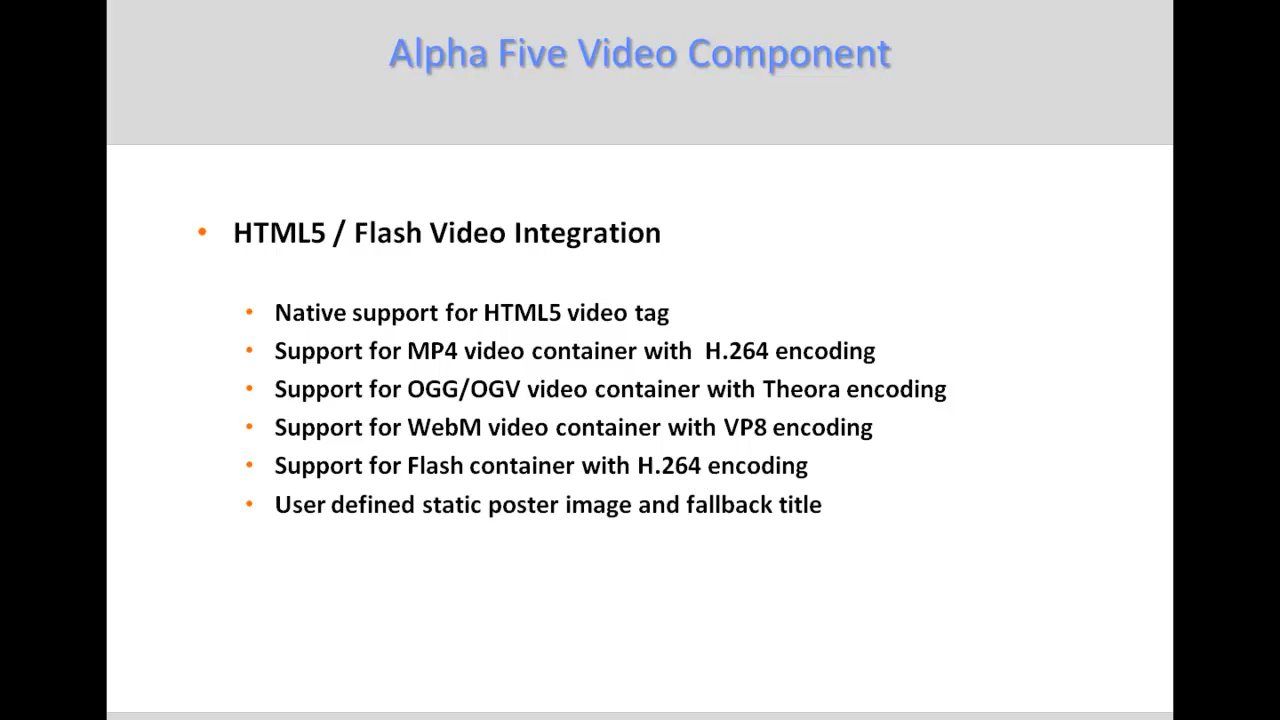 Alpha Five Video Component
• HTML5 / Flash Video Integration
• Native support for HTML5 video tag
• Support for MP4 video container with  H.264 encoding
• Support for OGG/OGV video container with Theora encoding
• Support for WebM video container with VP8 encoding
• Support for Flash container with H.264 encoding
• User defined static poster image and fallback title